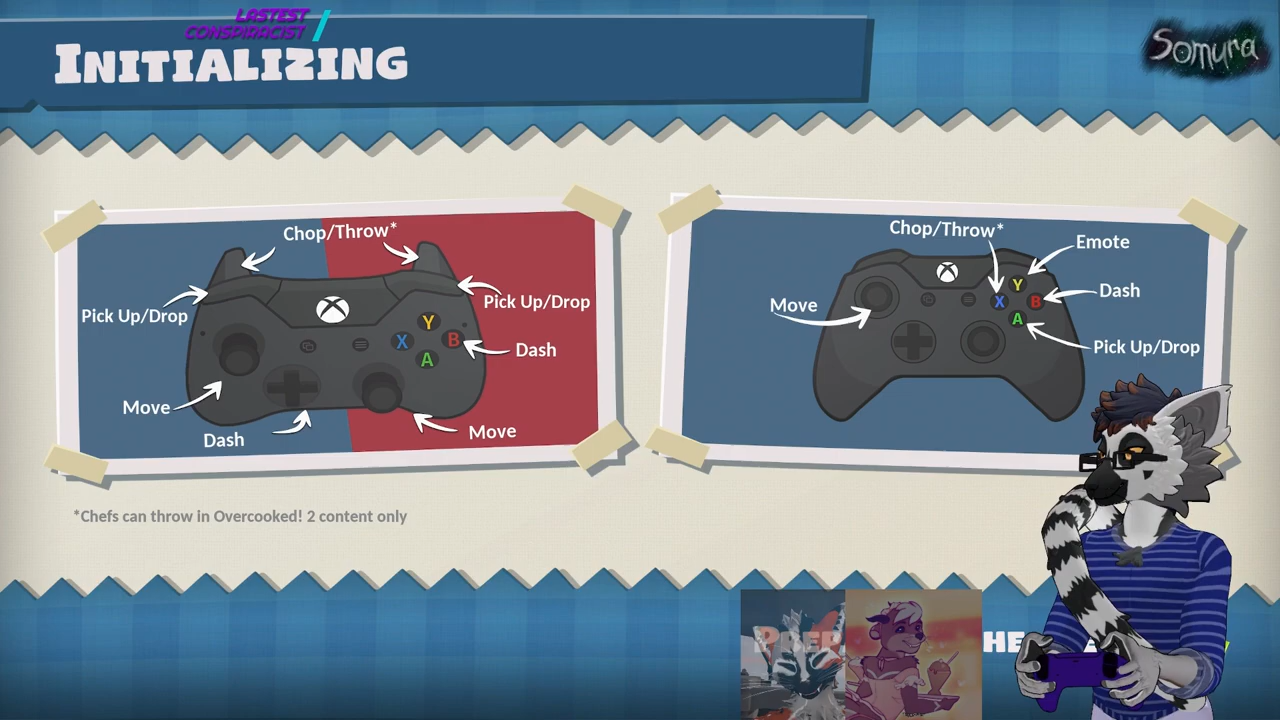 LASTEST
CONSPIRACIST
INITIALIZING
Somura
Chop/Throw*
Pick Up/Drop
Pick Up/Drop
Y
X
B
A
Dash
Move
Dash
Move
Chop/Throw*
Emote
Move
Y
X
B
Dash
A
Pick Up/Drop
*Chefs can throw in Overcooked! 2 content only